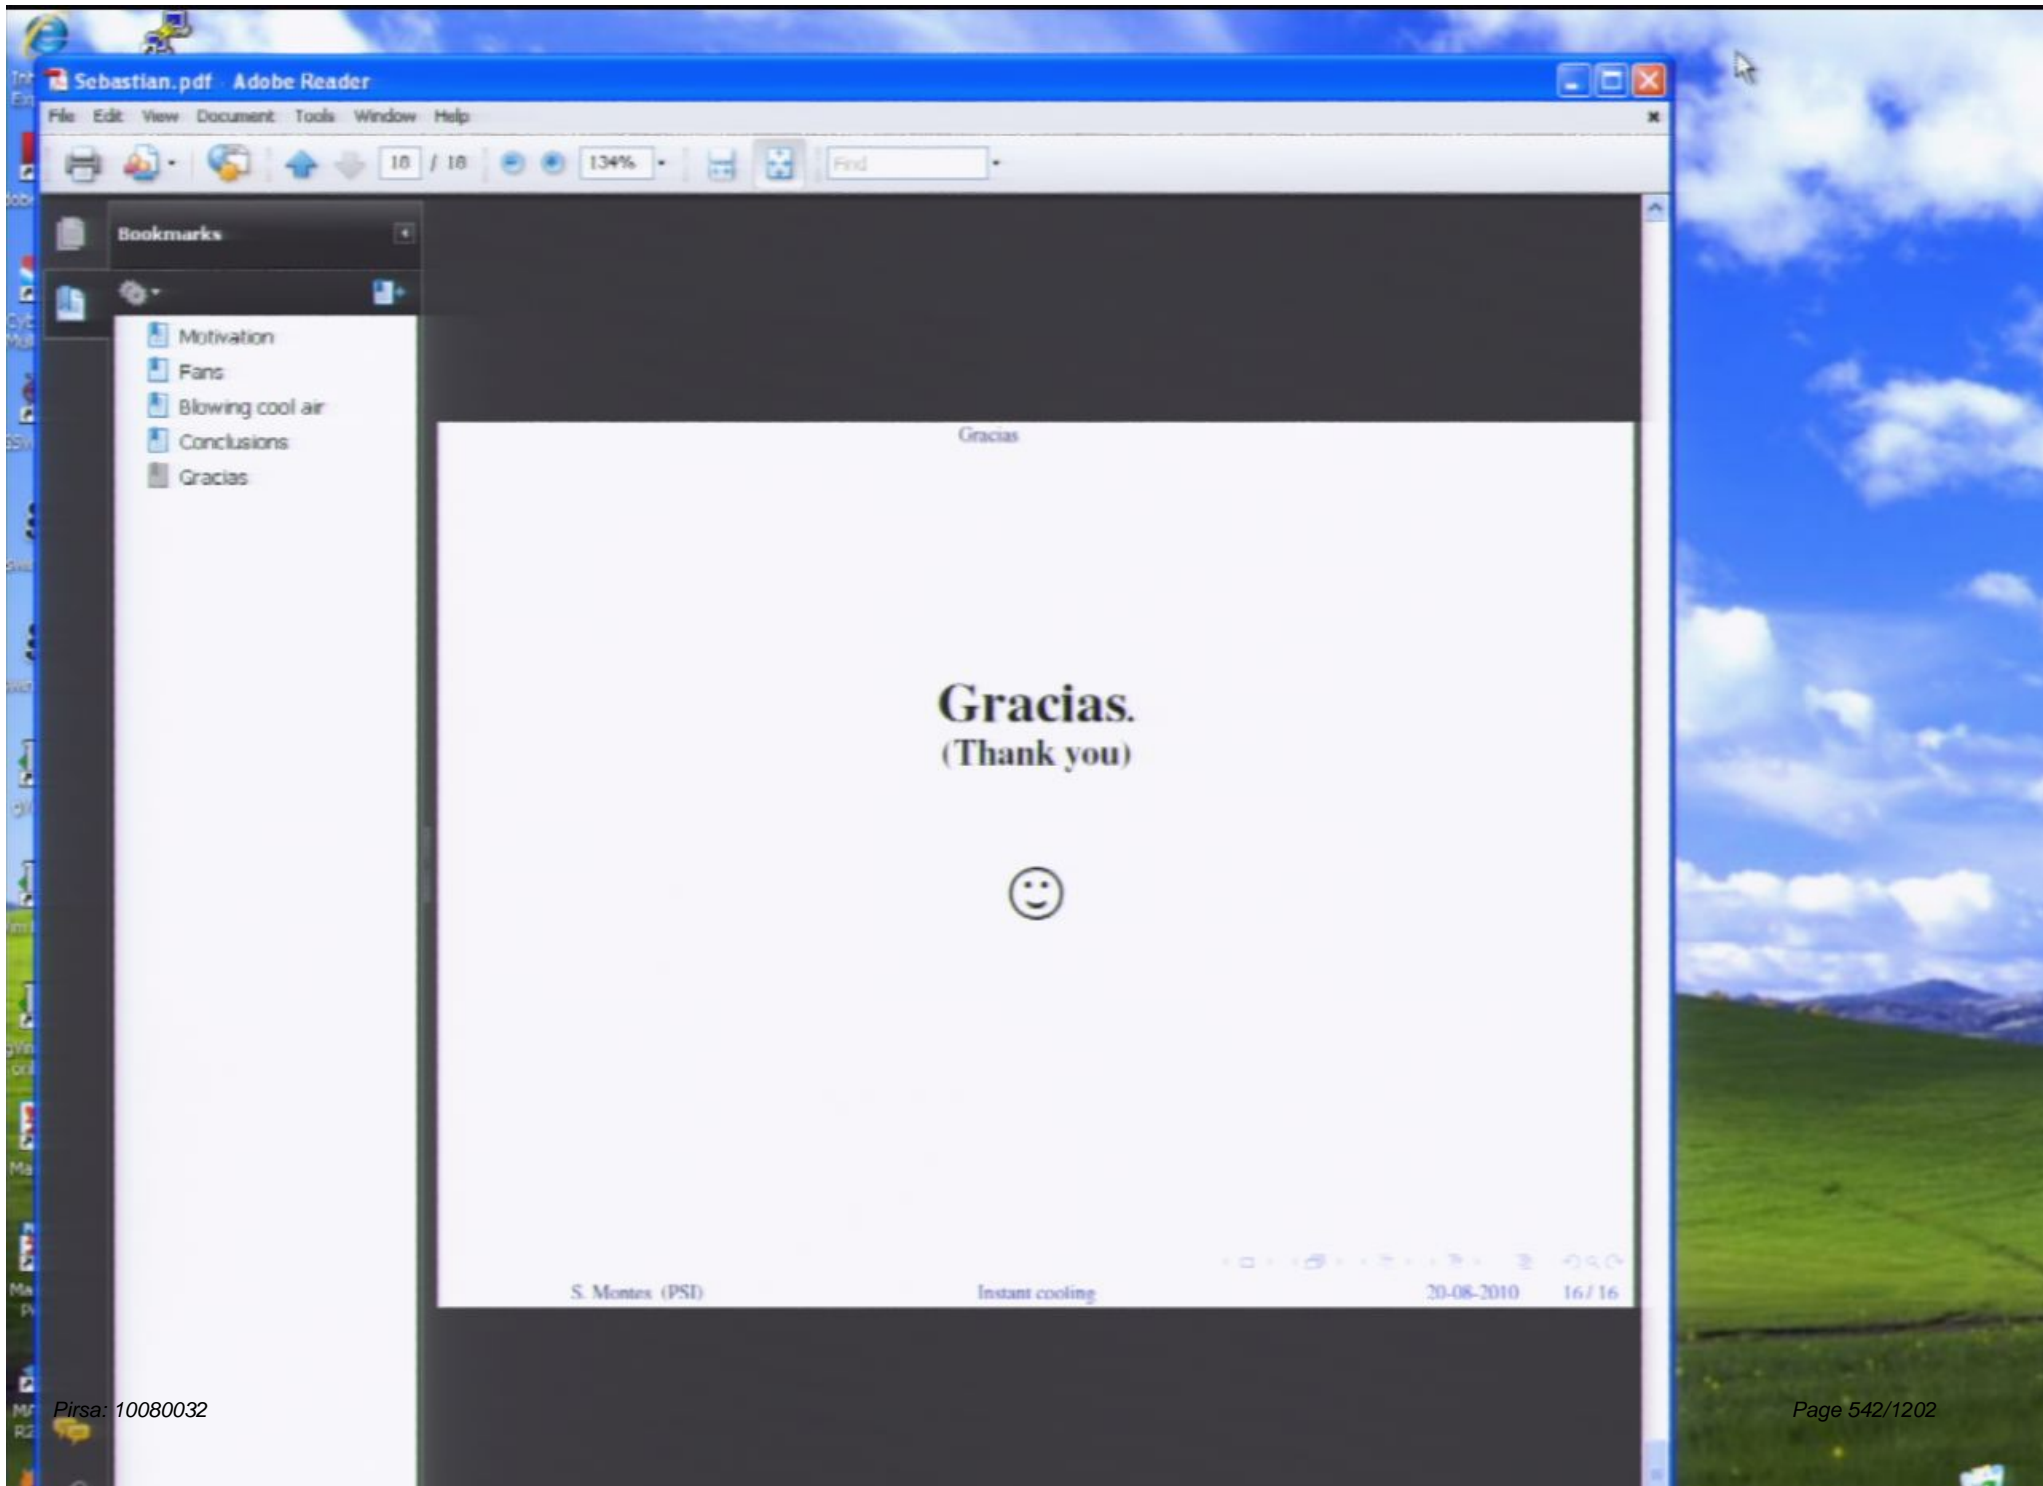 Sebastian.pdf - Adobe Reader
File Edit View Document Tools Window Help
18 / 18
134%
Find
Bookmarks
Motivation
Fans
Blowing cool air
Conclusions
Gracias
Gracias
Gracias.
(Thank you)
S. Montes (PSI)
Instant cooling
20-08-2010
16 / 16
Pirsa: 10080032
Page 542/1202